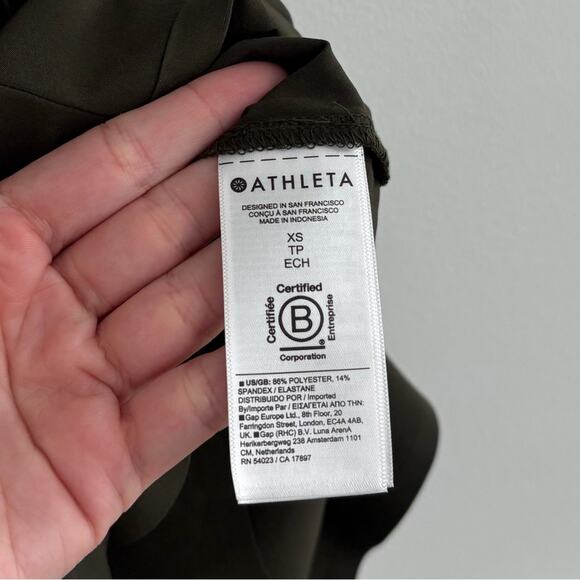 ATHLETA
DESIGNED IN SAN FRANCISCO
CONÇU À SAN FRANCISCO
MADE IN INDONESIA
XS
TP
ECH
Certified
Certifiée
B
Entreprise
®
Corporation
■ US/GB: 86% POLYESTER, 14%
SPANDEX / ELASTANE
DISTRIBUIDO POR / Imported
By/Importe Par / ΕΙΣΑΓΕΤΑΙ ΑΠΟ ΤΗΝ:
■ Gap Europe Ltd., 8th Floor, 20
Farringdon Street, London, EC4A 4AB,
UK. ■ Gap (RHC) B.V. Luna ArenA
Herikerbergweg 238 Amsterdam 1101
CM, Netherlands
RN 54023 / CA 17897